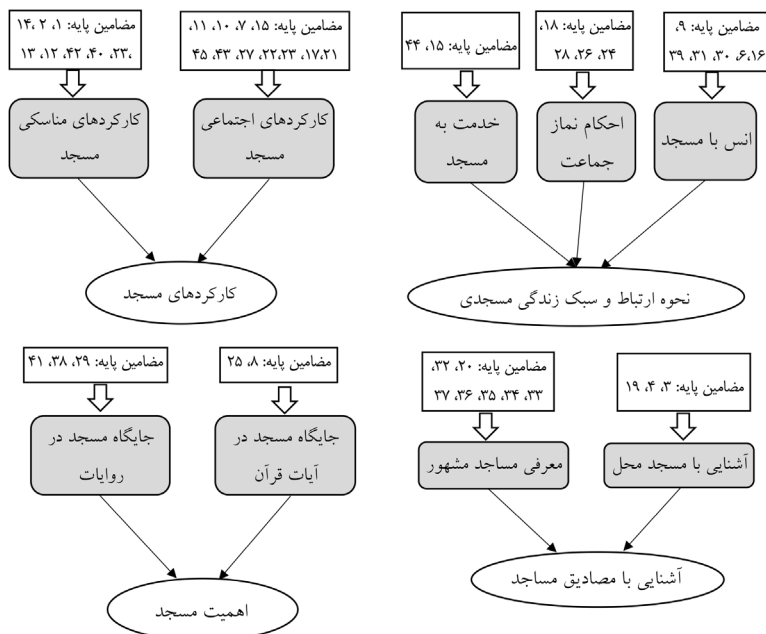 مضامین پایه: ۹،
۶،۱۶، ۳۰، ۳۱، ۳۹
مضامین پایه: ۱۸،
۲۴، ۲۶، ۲۸
مضامین پایه: ۱۵، ۴۴
مضامین پایه: ۱۵، ۷، ۱۰، ۱۱،
۱۷،۲۱، ۲۲،۲۳، ۲۷، ۴۳، ۴۵
مضامین پایه: ۱، ۲، ۱۴،
۲۳، ۴۰، ۴۲، ۱۲، ۱۳،
انس با مسجد
احکام نماز
جماعت
خدمت به
مسجد
کارکردهای اجتماعی
مسجد
کارکردهای مناسکی
مسجد
نحوه ارتباط و سبک زندگی مسجدی
کارکردهای مسجد
مضامین پایه: ۳، ۴، ۱۹
مضامین پایه: ۲۰، ۳۲،
۳۳، ۳۴، ۳۵، ۳۶، ۳۷
مضامین پایه: ۸، ۲۵
مضامین پایه: ۲۹، ۳۸، ۴۱
آشنایی با مسجد محل
معرفی مساجد مشهور
جایگاه مسجد در
آیات قرآن
جایگاه مسجد در
روایات
آشنایی با مصادیق مساجد
اهمیت مسجد